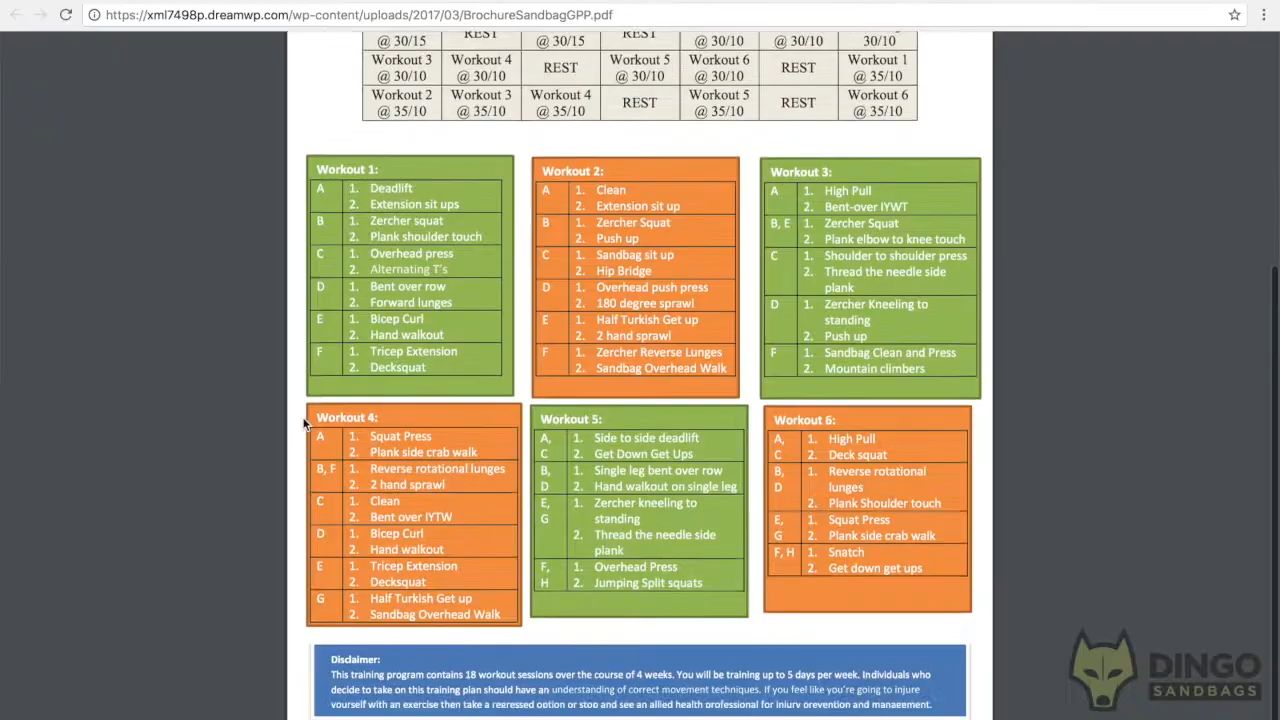 https://xml7498p.dreamwp.com/wp-content/uploads/2017/03/BrochureSandbagGPP.pdf
@ 30/15 REST @ 30/15 REST @ 30/10 @ 30/10 30/10
Workout 3 @ 30/10 Workout 4 @ 30/10 REST Workout 5 @ 30/10 Workout 6 @ 30/10 REST Workout 1 @ 35/10
Workout 2 @ 35/10 Workout 3 @ 35/10 Workout 4 @ 35/10 REST Workout 5 @ 35/10 REST Workout 6 @ 35/10
Workout 1:
A 1. Deadlift
2. Extension sit ups
B 1. Zercher squat
2. Plank shoulder touch
C 1. Overhead press
2. Alternating T's
D 1. Bent over row
2. Forward lunges
E 1. Bicep Curl
2. Hand walkout
F 1. Tricep Extension
2. Decksquat
Workout 2:
A 1. Clean
2. Extension sit up
B 1. Zercher Squat
2. Push up
C 1. Sandbag sit up
2. Hip Bridge
D 1. Overhead push press
2. 180 degree sprawl
E 1. Half Turkish Get up
2. 2 hand sprawl
F 1. Zercher Reverse Lunges
2. Sandbag Overhead Walk
Workout 3:
A 1. High Pull
2. Bent-over IYWT
B, E 1. Zercher Squat
2. Plank elbow to knee touch
C 1. Shoulder to shoulder press
2. Thread the needle side
plank
D 1. Zercher Kneeling to
standing
2. Push up
F 1. Sandbag Clean and Press
2. Mountain climbers
Workout 4:
A 1. Squat Press
2. Plank side crab walk
B, F 1. Reverse rotational lunges
2. 2 hand sprawl
C 1. Clean
2. Bent over IYTW
D 1. Bicep Curl
2. Hand walkout
E 1. Tricep Extension
2. Decksquat
G 1. Half Turkish Get up
2. Sandbag Overhead Walk
Workout 5:
A, 1. Side to side deadlift
C 2. Get Down Get Ups
B, 1. Single leg bent over row
D 2. Hand walkout on single leg
E, 1. Zercher kneeling to
G standing
2. Thread the needle side
plank
F, 1. Overhead Press
H 2. Jumping Split squats
Workout 6:
A, 1. High Pull
C 2. Deck squat
B, 1. Reverse rotational
D lunges
2. Plank Shoulder touch
E, 1. Squat Press
G 2. Plank side crab walk
F, H 1. Snatch
2. Get down get ups
Disclaimer:
This training program contains 18 workout sessions over the course of 4 weeks. You will be training up to 5 days per week. Individuals who
decide to take on this training plan should have an understanding of correct movement techniques. If you feel like you're going to injure
yourself with an exercise then take a regressed option or stop and see an allied health professional for injury prevention and management.
DINGO
SANDBAGS